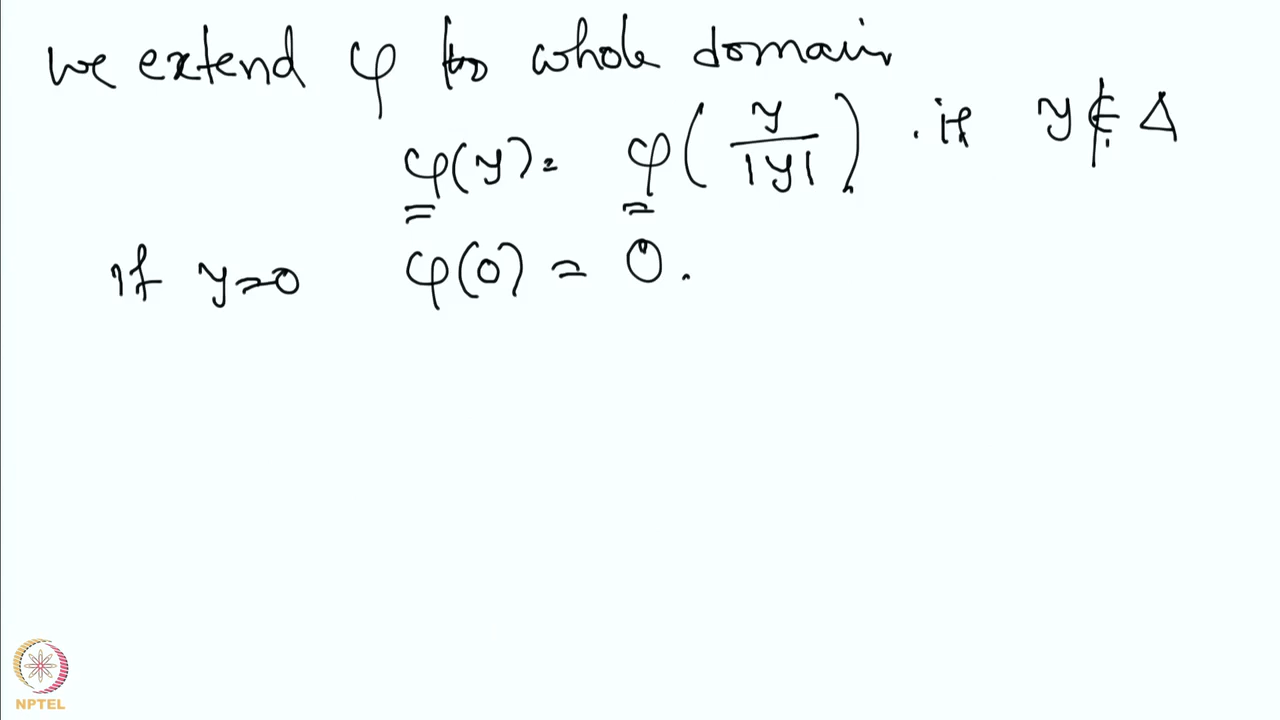 we extend φ to whole domain
φ(y) = φ( y / |y| ) . if y ∉ Δ
if y=0 φ(0) = 0.
NPTEL